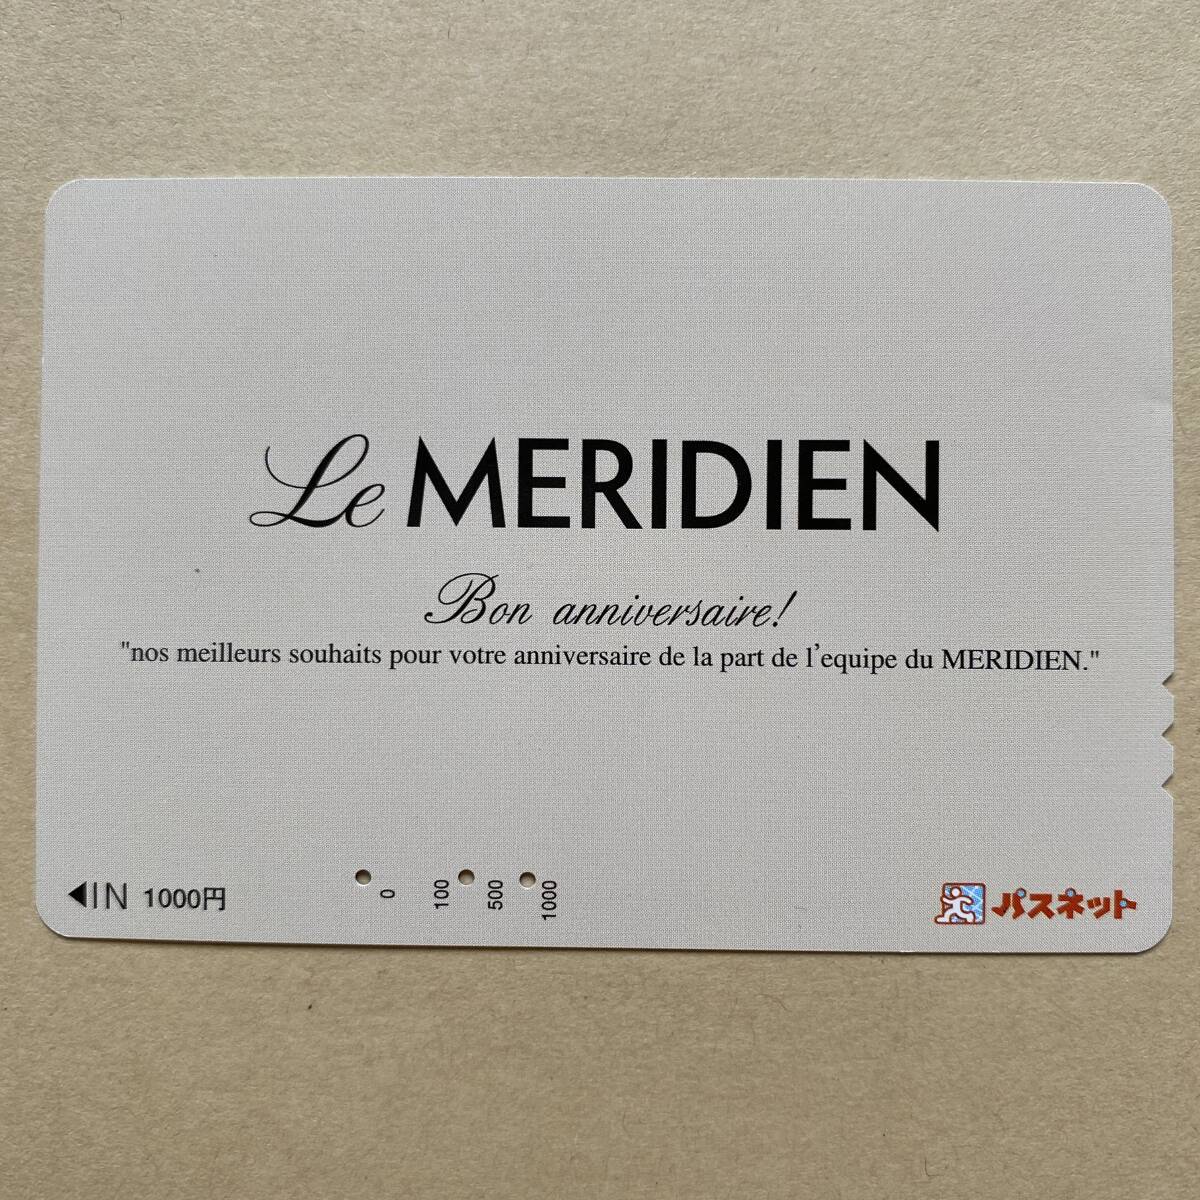 Le MERIDIEN
Bon anniversaire!
"nos meilleurs souhaits pour votre anniversaire de la part de l'equipe du MERIDIEN."
◀IN 1000円
0
100
500
1000
パスネット